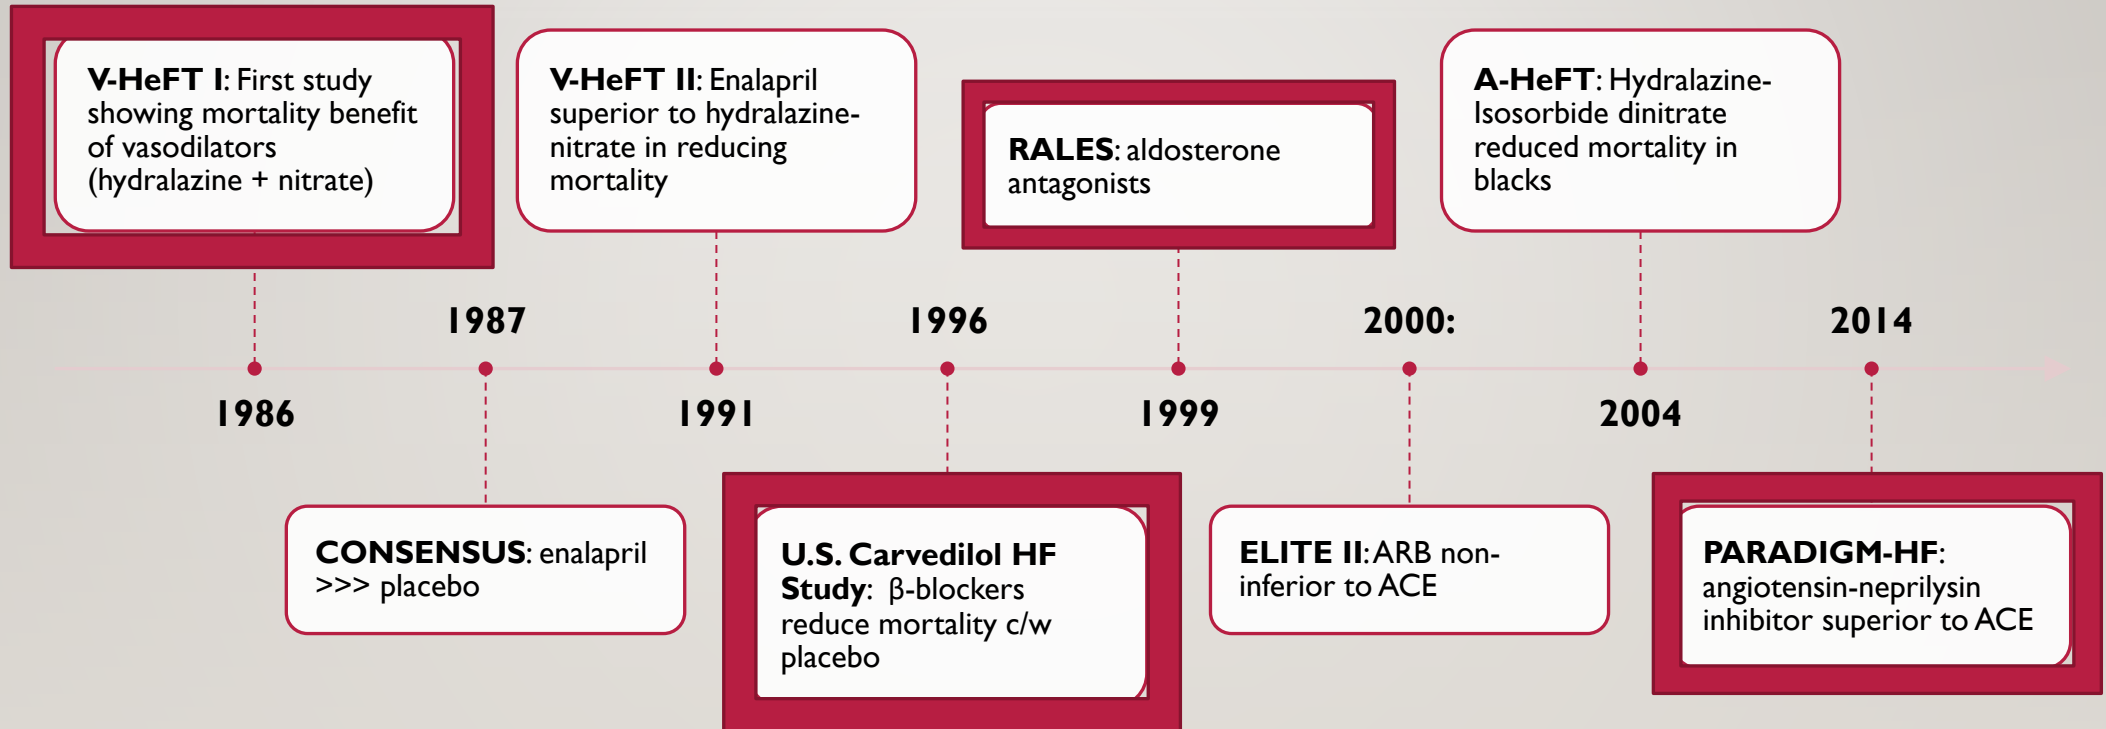 V-HeFT I: First study
showing mortality benefit
of vasodilators
(hydralazine + nitrate)
V-HeFT II: Enalapril
superior to hydralazine-
nitrate in reducing
mortality
RALES: aldosterone
antagonists
A-HeFT: Hydralazine-
Isosorbide dinitrate
reduced mortality in
blacks
1987
1996
2000:
2014
1986
1991
1999
2004
CONSENSUS: enalapril
>>> placebo
U.S. Carvedilol HF
Study: β-blockers
reduce mortality c/w
placebo
ELITE II: ARB non-
inferior to ACE
PARADIGM-HF:
angiotensin-neprilysin
inhibitor superior to ACE